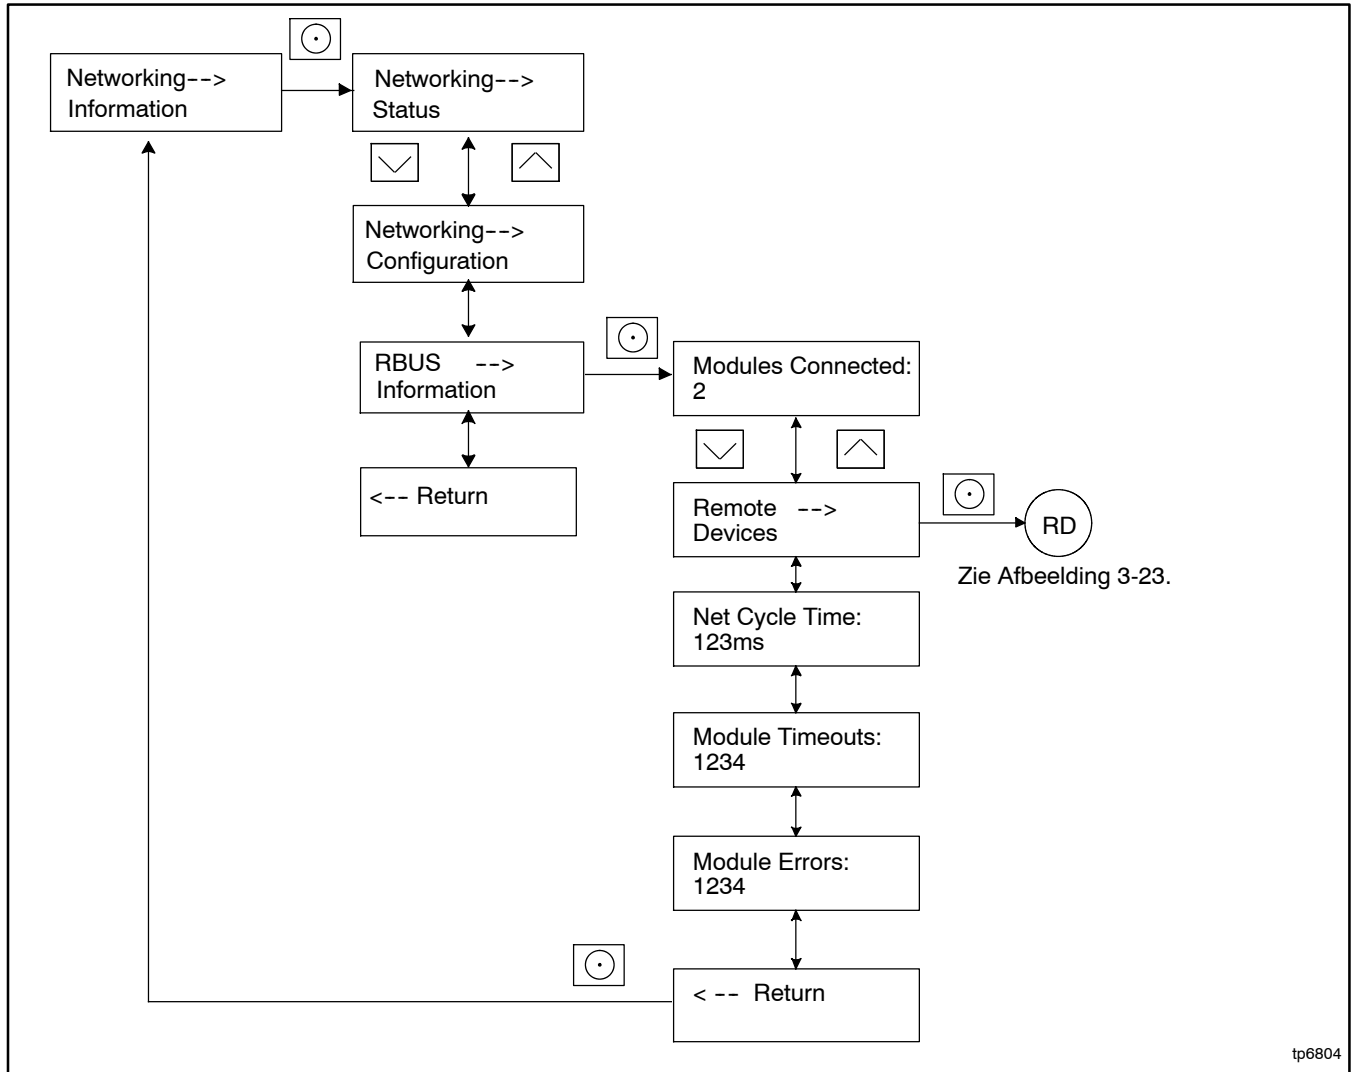 Networking-->
Information
Networking-->
Status
Networking-->
Configuration
RBUS -->
Information
<-- Return
Modules Connected:
2
Remote -->
Devices
RD
Zie Afbeelding 3-23.
Net Cycle Time:
123ms
Module Timeouts:
1234
Module Errors:
1234
< -- Return
tp6804